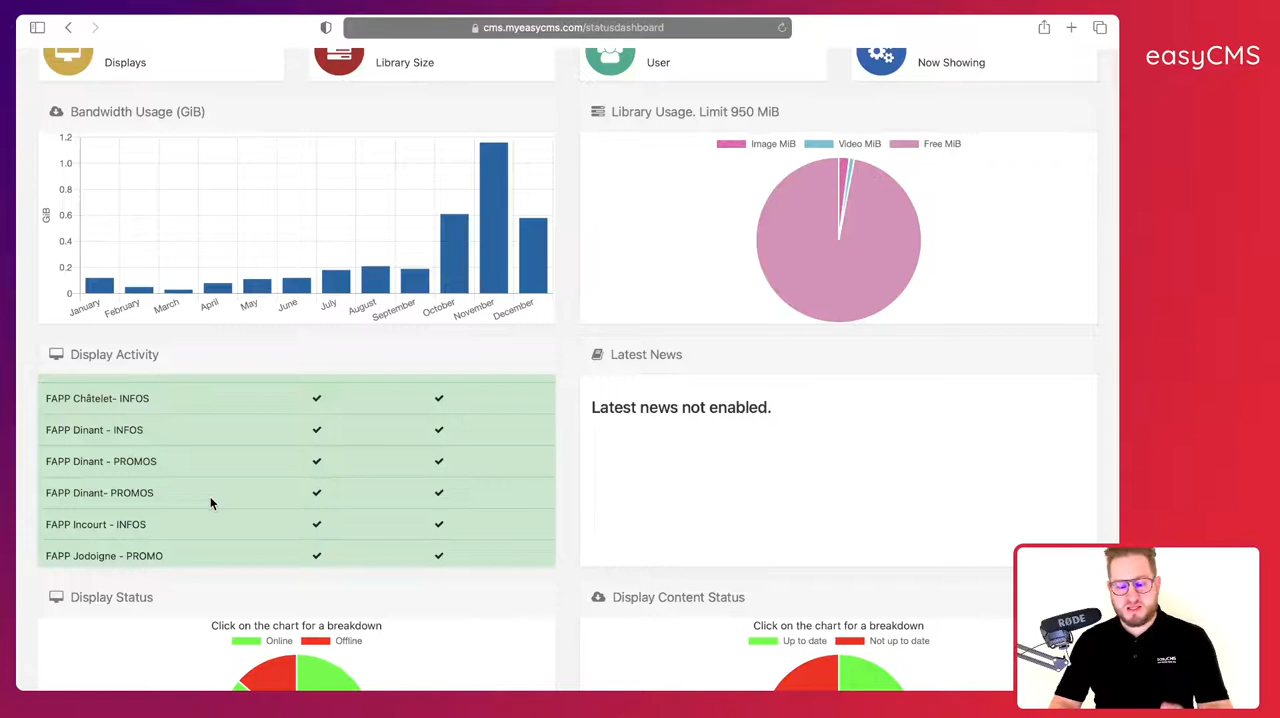 cms.myeasycms.com/statusdashboard
easyCMS
Displays
Library Size
User
Now Showing
Bandwidth Usage (GiB)
1.2
1.0
0.8
0.6
0.4
0.2
0
GiB
January
February
March
April
May
June
July
August
September
October
November
December
Library Usage. Limit 950 MiB
Image MiB
Video MiB
Free MiB
Display Activity
FAPP Châtelet- INFOS
FAPP Dinant - INFOS
FAPP Dinant - PROMOS
FAPP Dinant- PROMOS
FAPP Incourt - INFOS
FAPP Jodoigne - PROMO
Latest News
Latest news not enabled.
Display Status
Click on the chart for a breakdown
Online
Offline
Display Content Status
Click on the chart for a breakdown
Up to date
Not up to date
RØDE
easyCMS